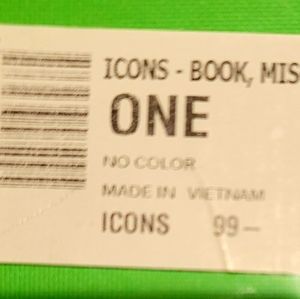 ICONS - BOOK, MIS
ONE
NO COLOR
MADE IN VIETNAM
ICONS 99-